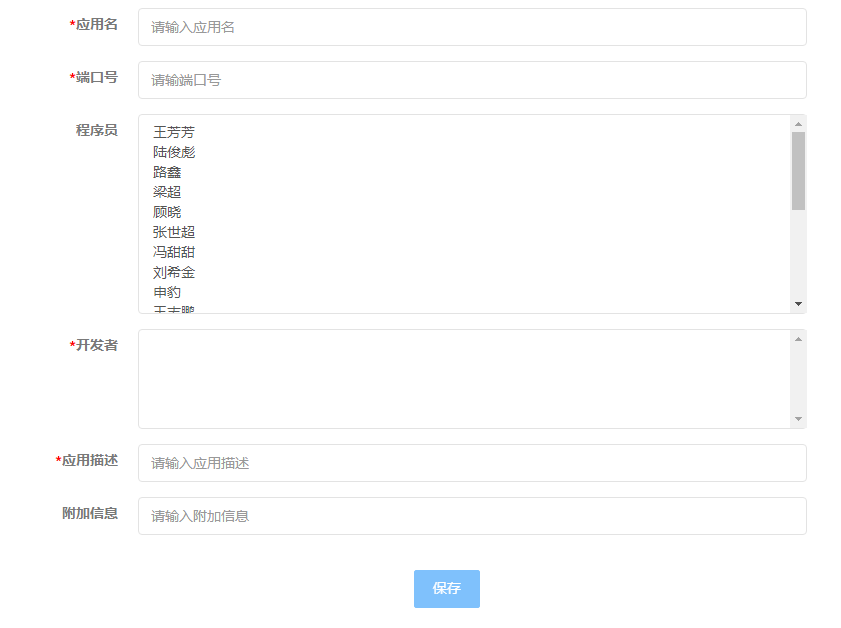 *应用名
请输入应用名
*端口号
请输端口号
程序员
王芳芳
陆俊彪
路鑫
梁超
顾晓
张世超
冯甜甜
刘希金
申豹
王志鹏
*开发者
*应用描述
请输入应用描述
附加信息
请输入附加信息
保存